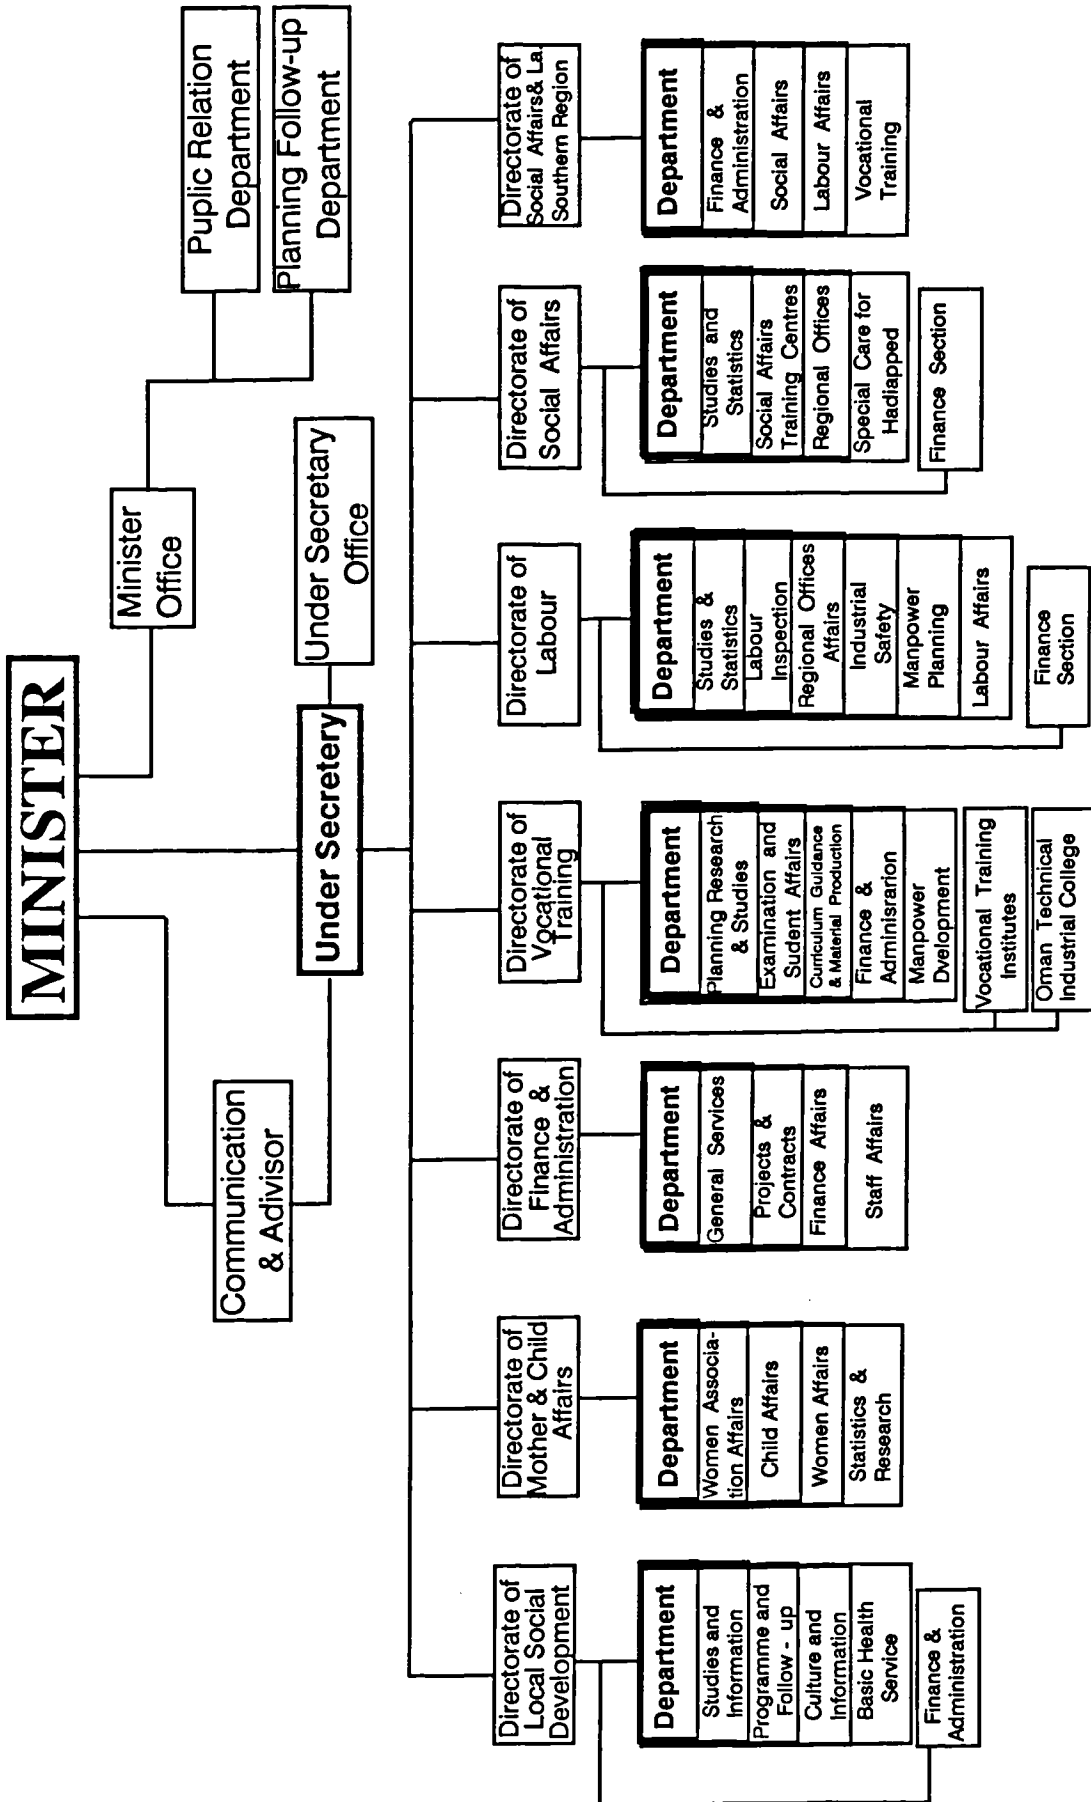 MINISTER
Minister
Office
Puplic Relation
Department
Planning Follow-up
Department
Communication
& Adivisor
Under Secretery
Under Secretary
Office
Directorate of
Local Social
Development
Department
Studies and
Information
Programme and
Follow - up
Culture and
Information
Basic Health
Service
Finance &
Administration
Directorate of
Mother & Child
Affairs
Department
Women Associa-
tion Affairs
Child Affairs
Women Affairs
Statistics &
Research
Directorate of
Finance &
Administration
Department
General Services
Projects &
Contracts
Finance Affairs
Staff Affairs
Directorate of
Vocational
Training
Department
Planning Research
& Studies
Examination and
Sudent Affairs
Curriculum Guidance
& Material Production
Finance &
Adminisrarion
Manpower
Dvelopment
Vocational Training
Institutes
Oman Technical
Industrial College
Directorate of
Labour
Department
Studies &
Statistics
Labour
Inspection
Regional Offices
Affairs
Industrial
Safety
Manpower
Planning
Labour Affairs
Finance
Section
Directorate of
Social Affairs
Department
Studies and
Statistics
Social Affairs
Training Centres
Regional Offices
Special Care for
Hadiapped
Finance Section
Directorate of
Social Affairs& La
Southern Region
Department
Finance &
Administration
Social Affairs
Labour Affairs
Vocational
Training